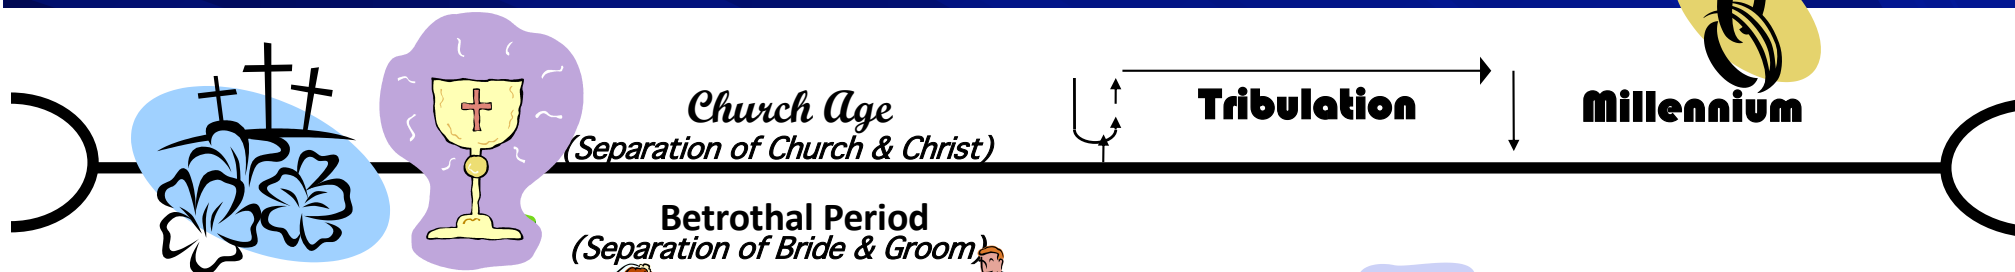 Church Age
(Separation of Church & Christ)
Tribulation
Millennium
Betrothal Period
(Separation of Bride & Groom)